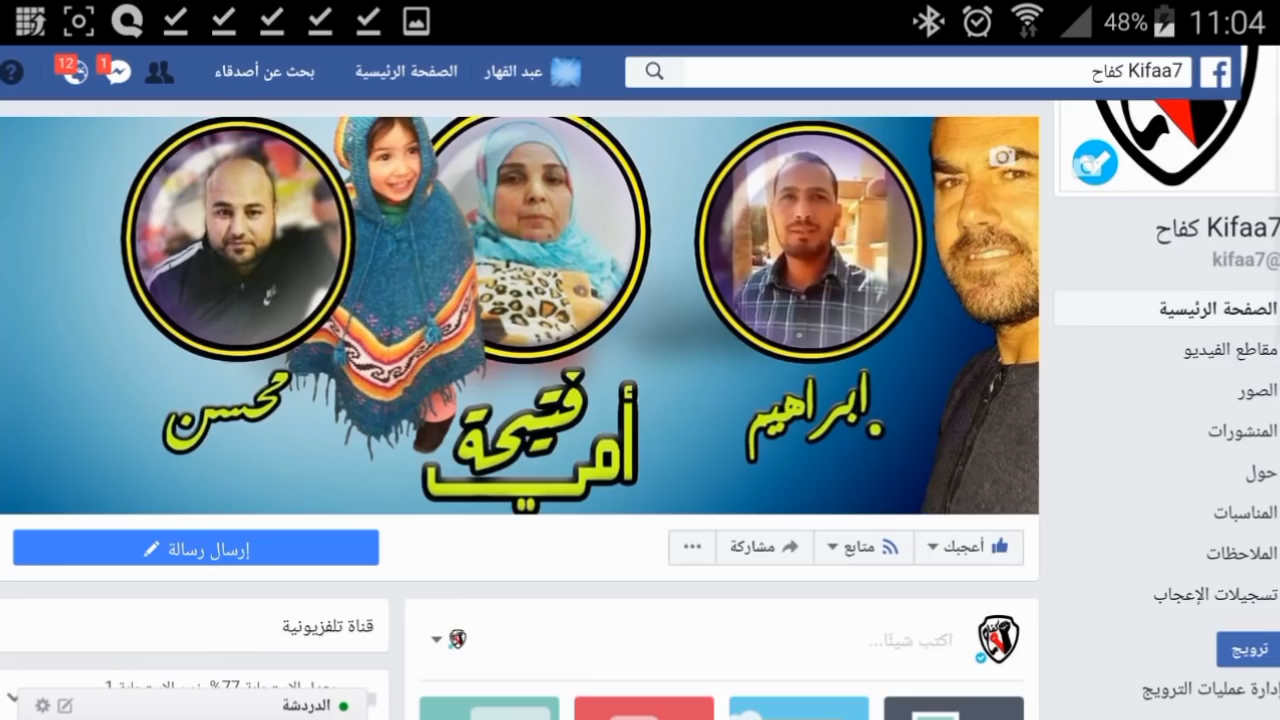 48% 11:04
Kifaa7 كفاح
عبد القهار
الصفحة الرئيسية
بحث عن أصدقاء
1
12
?
محسن
أمي فتيحة
ابراهيم
Kifaa7 كفاح
@kifaa7
الصفحة الرئيسية
مقاطع الفيديو
الصور
المنشورات
حول
المناسبات
الملاحظات
تسجيلات الإعجاب
ترويج
إدارة عمليات الترويج
أعجبك
متابع
مشاركة
إرسال رسالة
اكتب شيئًا...
قناة تلفزيونية
الدردشة